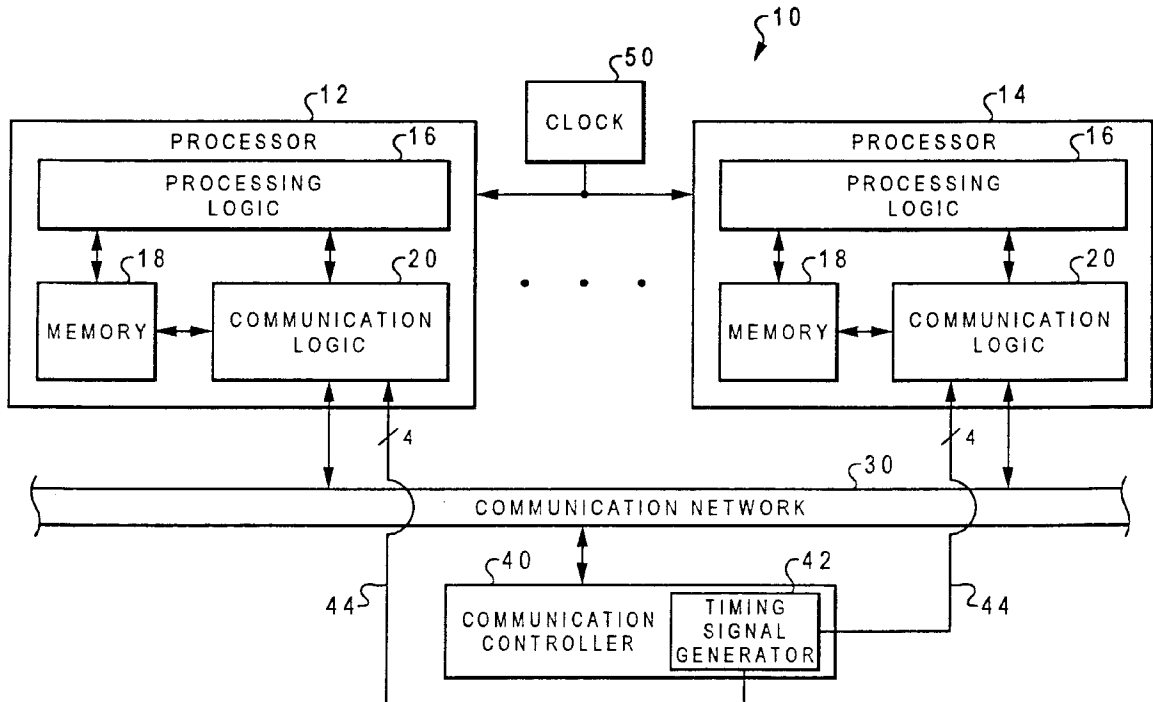 10
50
12
14
CLOCK
PROCESSOR
PROCESSOR
16
16
PROCESSING
LOGIC
PROCESSING
LOGIC
18
20
18
20
MEMORY
COMMUNICATION
LOGIC
MEMORY
COMMUNICATION
LOGIC
4
4
30
COMMUNICATION NETWORK
40
42
44
COMMUNICATION
CONTROLLER
TIMING
SIGNAL
GENERATOR
44